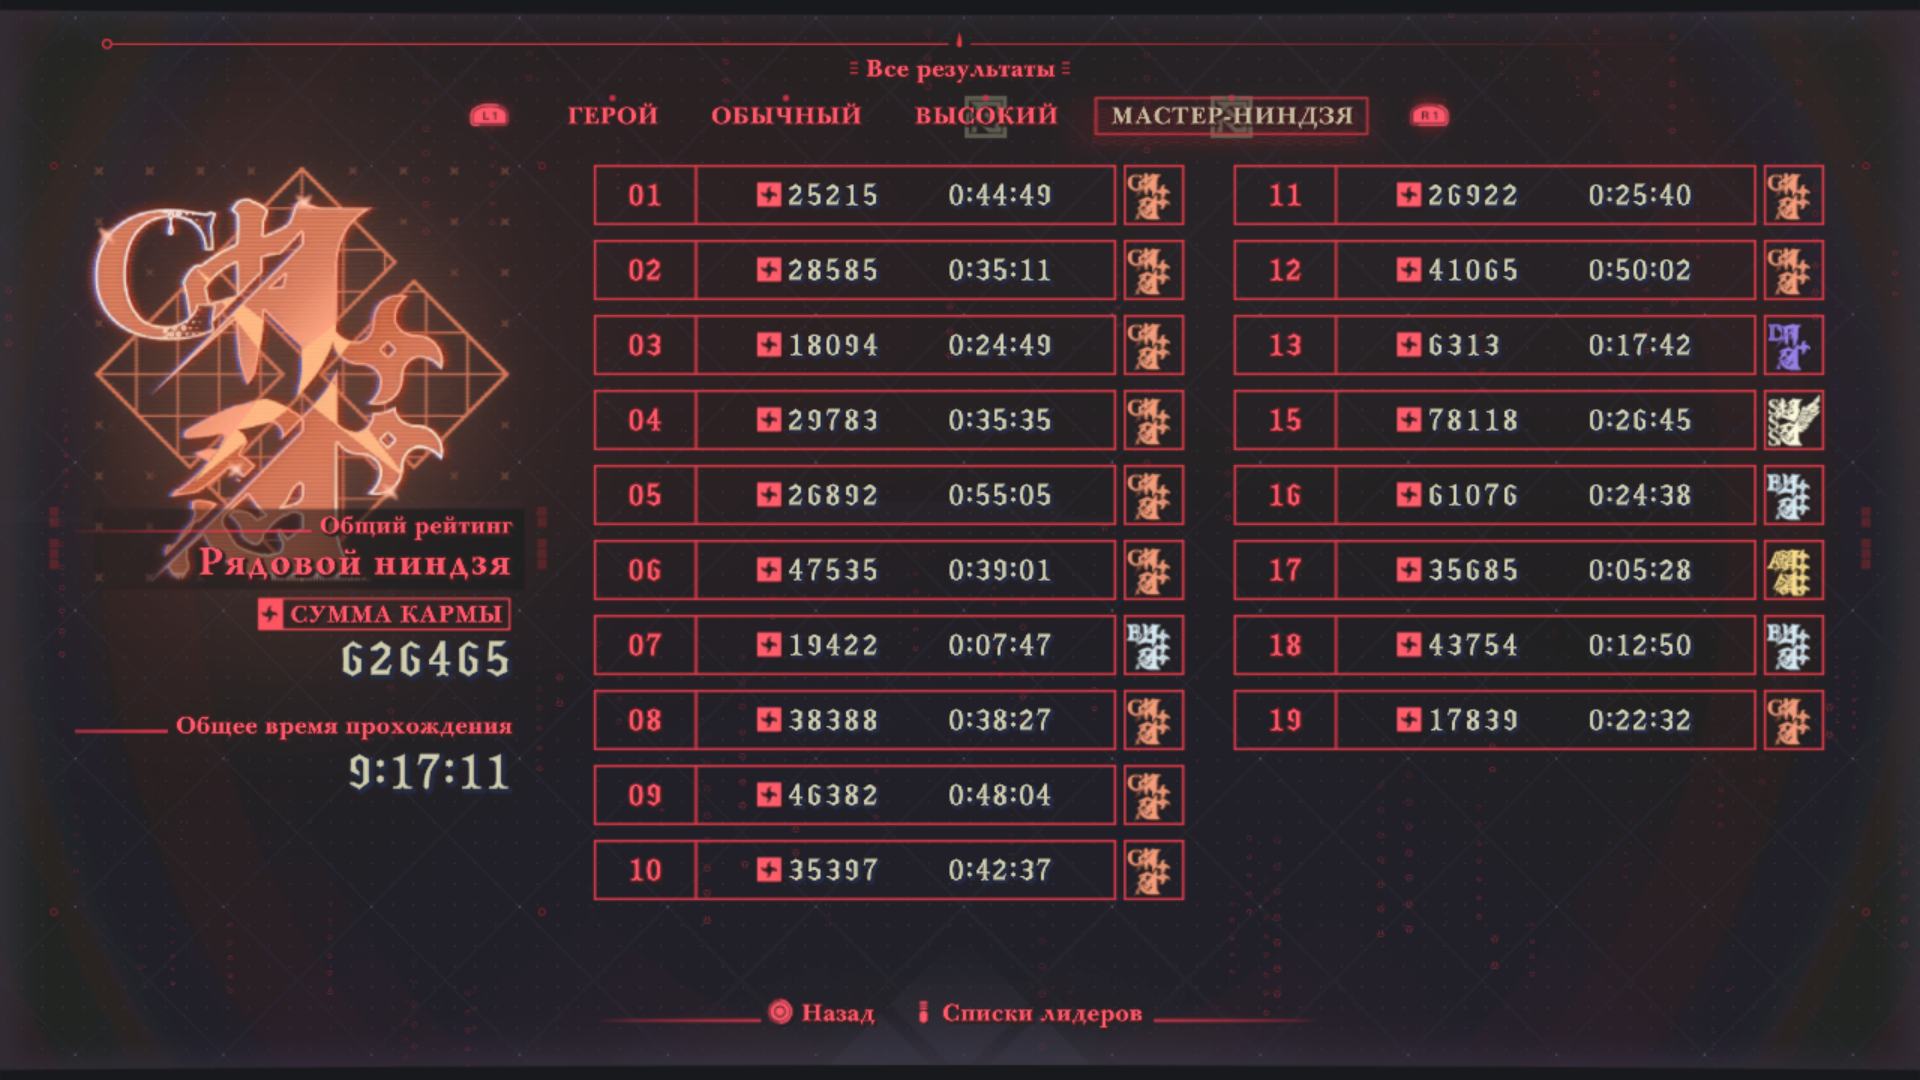 Все результаты
L1 ГЕРОЙ ОБЫЧНЫЙ ВЫСОКИЙ МАСТЕР-НИНДЗЯ R1
Общий рейтинг
Рядовой ниндзя
СУММА КАРМЫ
626465
Общее время прохождения
9:17:11
01 25215 0:44:49
02 28585 0:35:11
03 18094 0:24:49
04 29783 0:35:35
05 26892 0:55:05
06 47535 0:39:01
07 19422 0:07:47
08 38388 0:38:27
09 46382 0:48:04
10 35397 0:42:37
11 26922 0:25:40
12 41065 0:50:02
13 6313 0:17:42
15 78118 0:26:45
16 61076 0:24:38
17 35685 0:05:28
18 43754 0:12:50
19 17839 0:22:32
Назад Списки лидеров